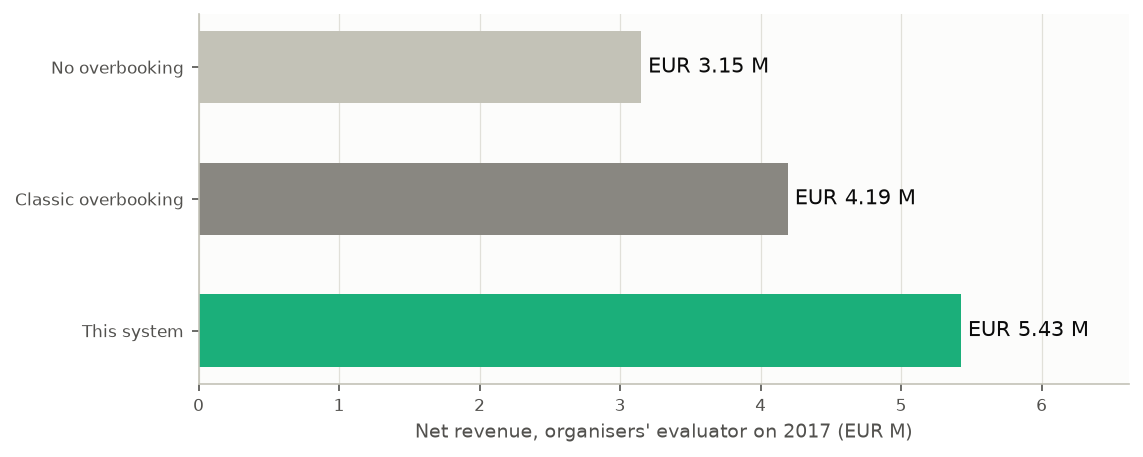 No overbooking
EUR 3.15 M
Classic overbooking
EUR 4.19 M
This system
EUR 5.43 M
0 1 2 3 4 5 6
Net revenue, organisers' evaluator on 2017 (EUR M)